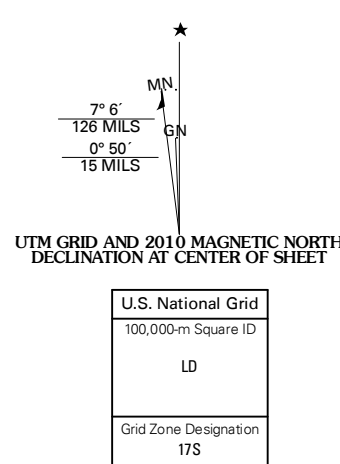 ★
MN.
7° 6´
126 MILS
GN
0° 50´
15 MILS
UTM GRID AND 2010 MAGNETIC NORTH
DECLINATION AT CENTER OF SHEET
U.S. National Grid
100,000-m Square ID
LD
Grid Zone Designation
17S